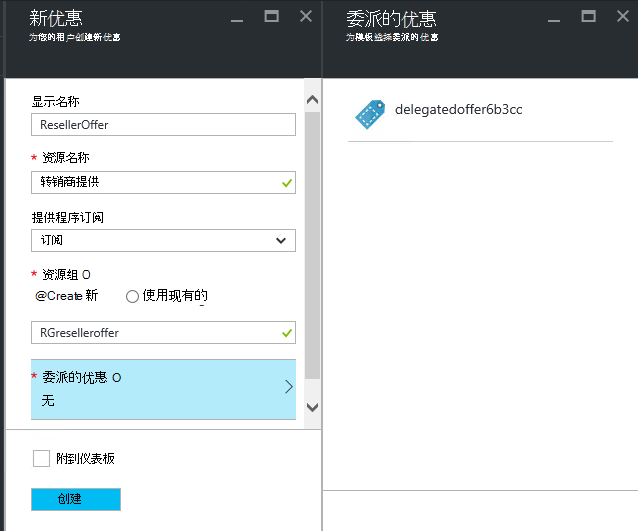 新优惠
为您的租户创建新优惠
显示名称
ResellerOffer
* 资源名称
转销商提供
提供程序订阅
订阅
* 资源组 O
@Create 新
使用现有的
RGreselleroffer
* 委派的优惠 O
无
附到仪表板
创建
委派的优惠
为模板选择委派的优惠
delegatedoffer6b3cc